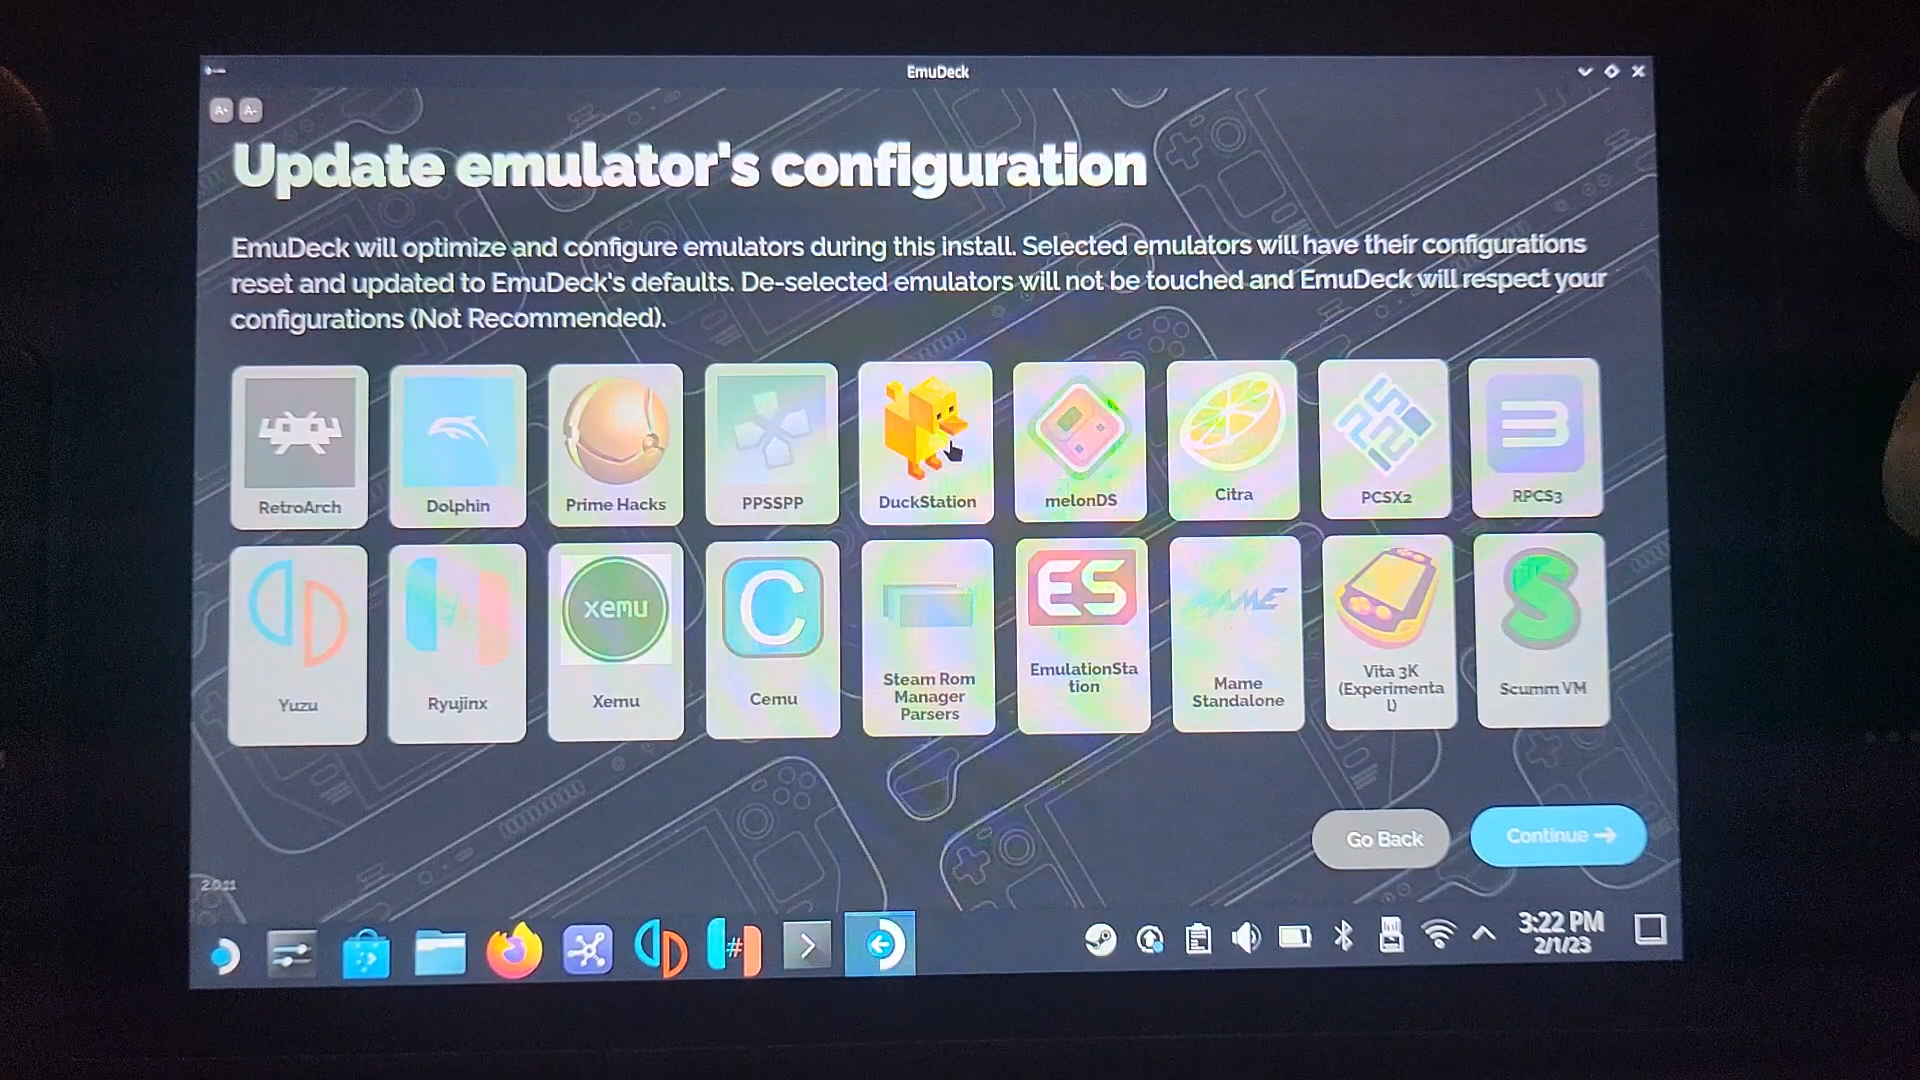 EmuDeck
A+ A-
Update emulator's configuration
EmuDeck will optimize and configure emulators during this install. Selected emulators will have their configurations
reset and updated to EmuDeck's defaults. De-selected emulators will not be touched and EmuDeck will respect your
configurations (Not Recommended).
RetroArch
Dolphin
Prime Hacks
PPSSPP
DuckStation
melonDS
Citra
PCSX2
RPCS3
xemu
C
ES
MAME
S
Yuzu
Ryujinx
Xemu
Cemu
Steam Rom
Manager
Parsers
EmulationSta
tion
Mame
Standalone
Vita 3K
(Experimenta
l)
Scumm VM
Go Back
Continue →
2.0.11
3:22 PM
2/1/23